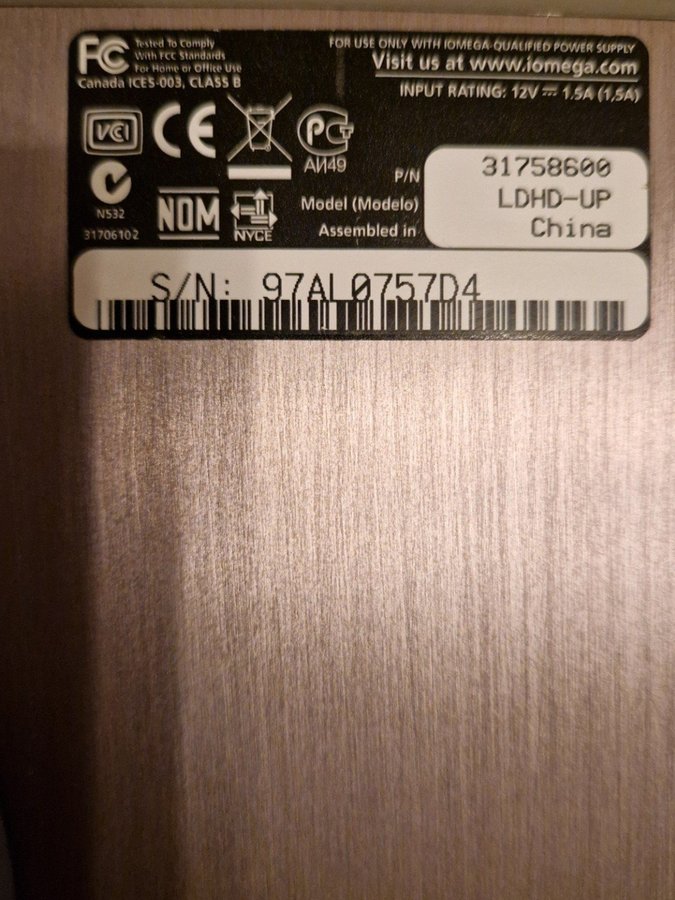 FC Tested To Comply
With FCC Standards
For Home or Office Use
Canada ICES-003, CLASS B
FOR USE ONLY WITH IOMEGA-QUALIFIED POWER SUPPLY
Visit us at www.iomega.com
INPUT RATING: 12V ⎓ 1.5A (1,5A)
VCI CE PCT
АИ49
N532
31706102
NOM
NYCE
P/N 31758600
Model (Modelo) LDHD-UP
Assembled in China
S/N: 97AL0757D4